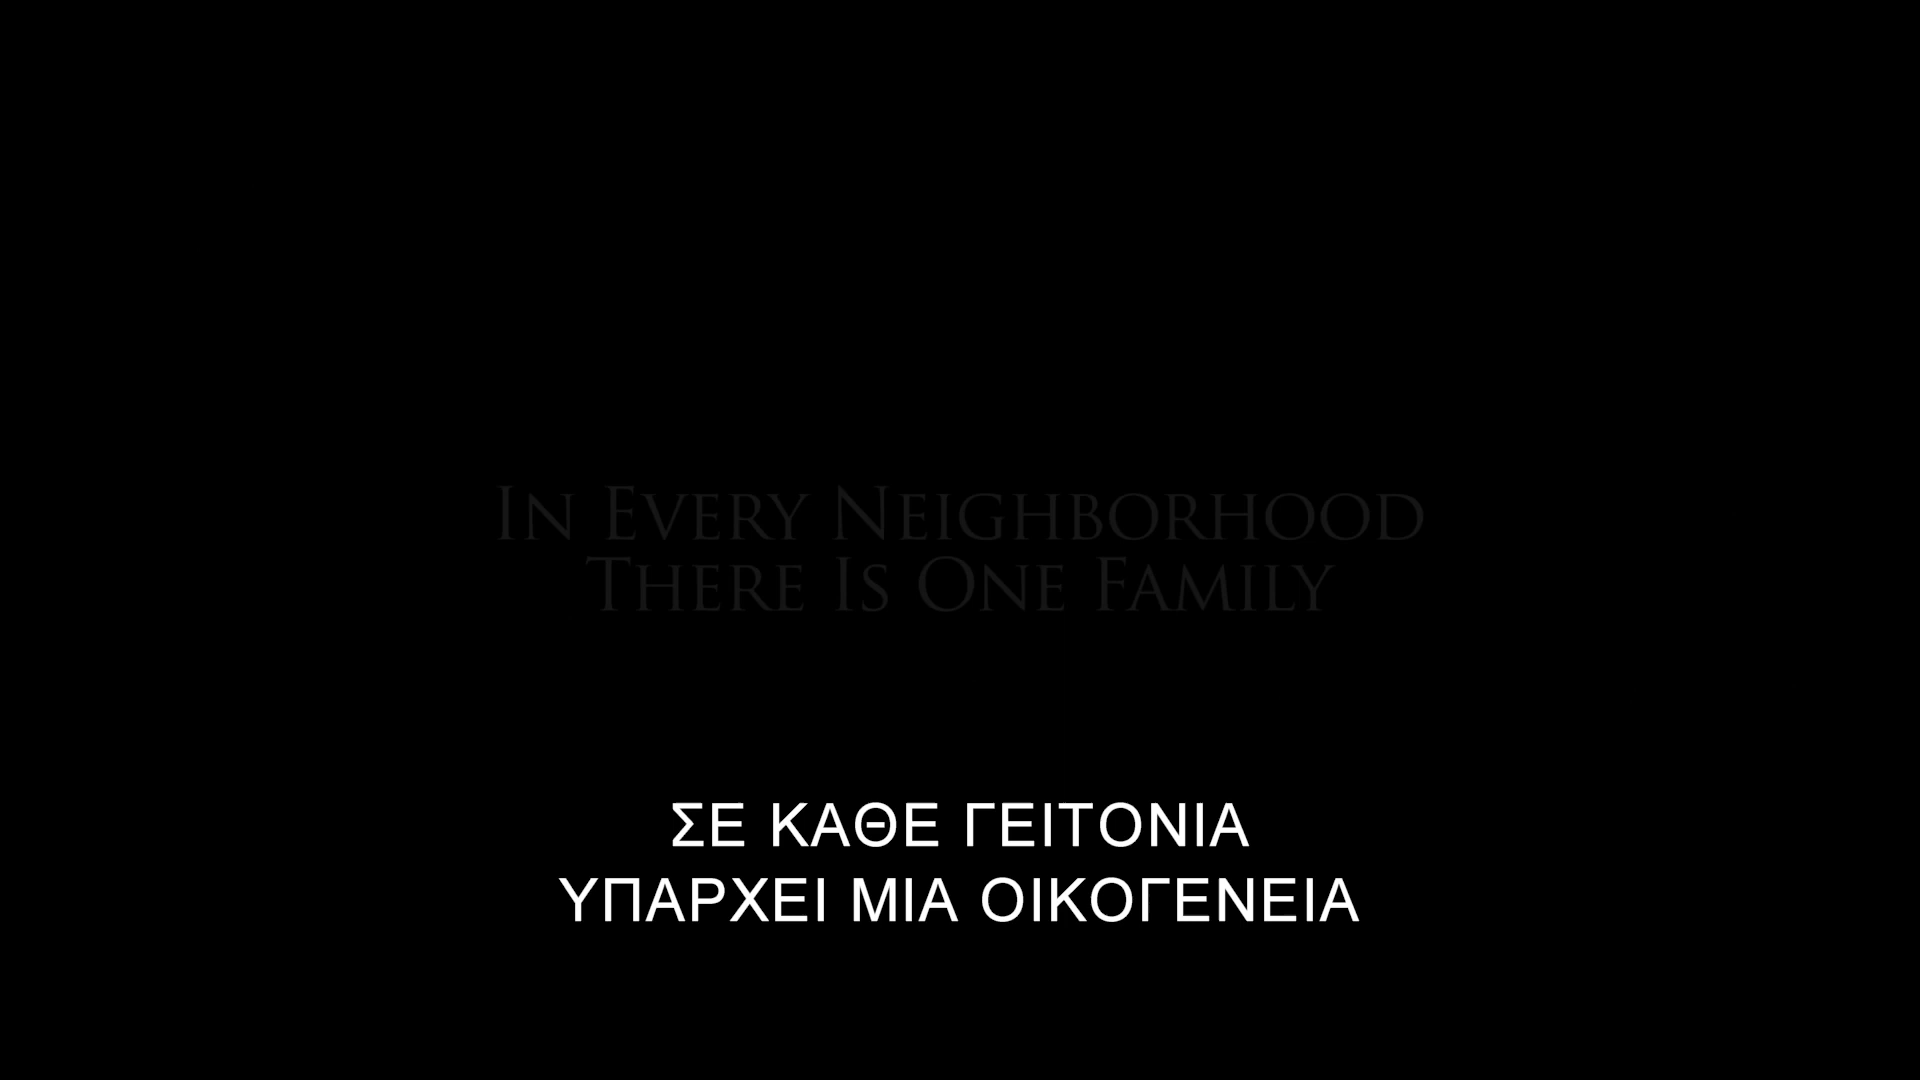 In Every Neighborhood
There Is One Family
ΣΕ ΚΑΘΕ ΓΕΙΤΟΝΙΑ
ΥΠΑΡΧΕΙ ΜΙΑ ΟΙΚΟΓΕΝΕΙΑ